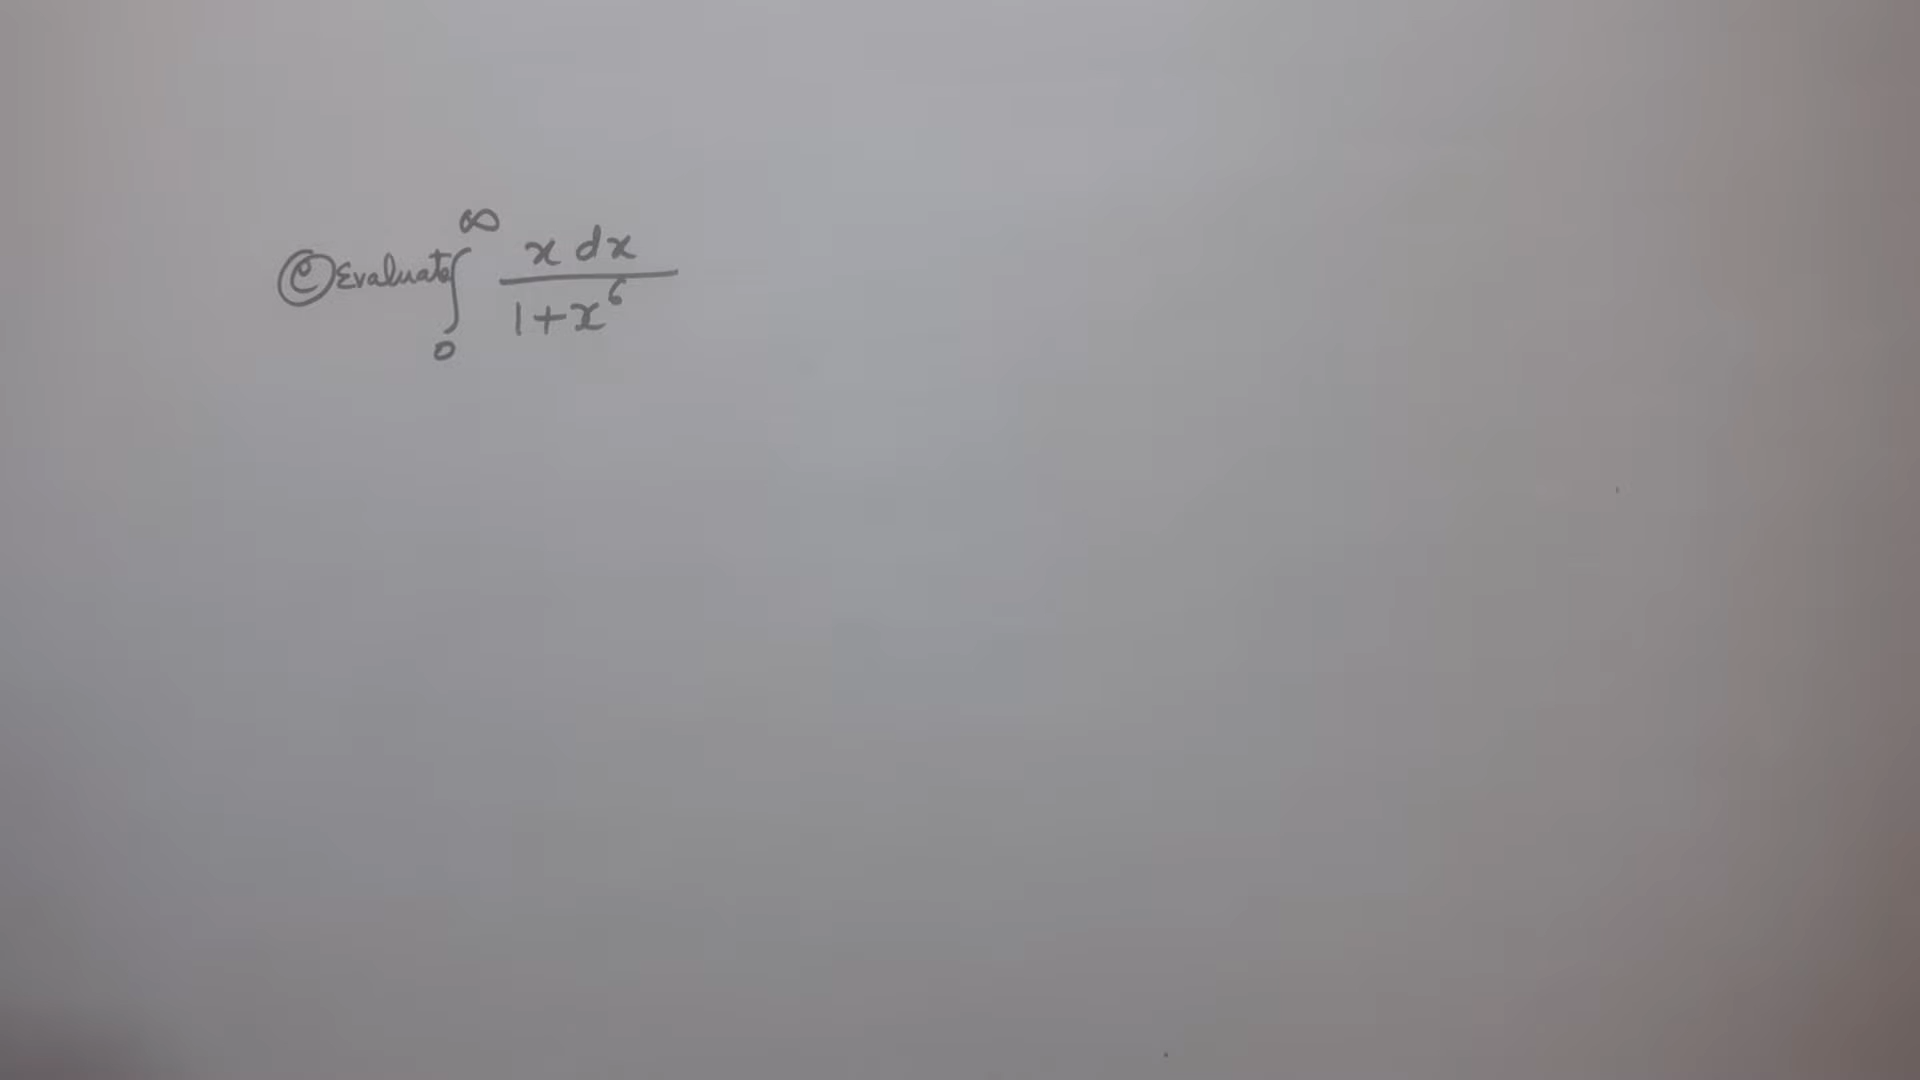 (c) Evaluate ∫₀^∞ x dx / (1+x⁶)